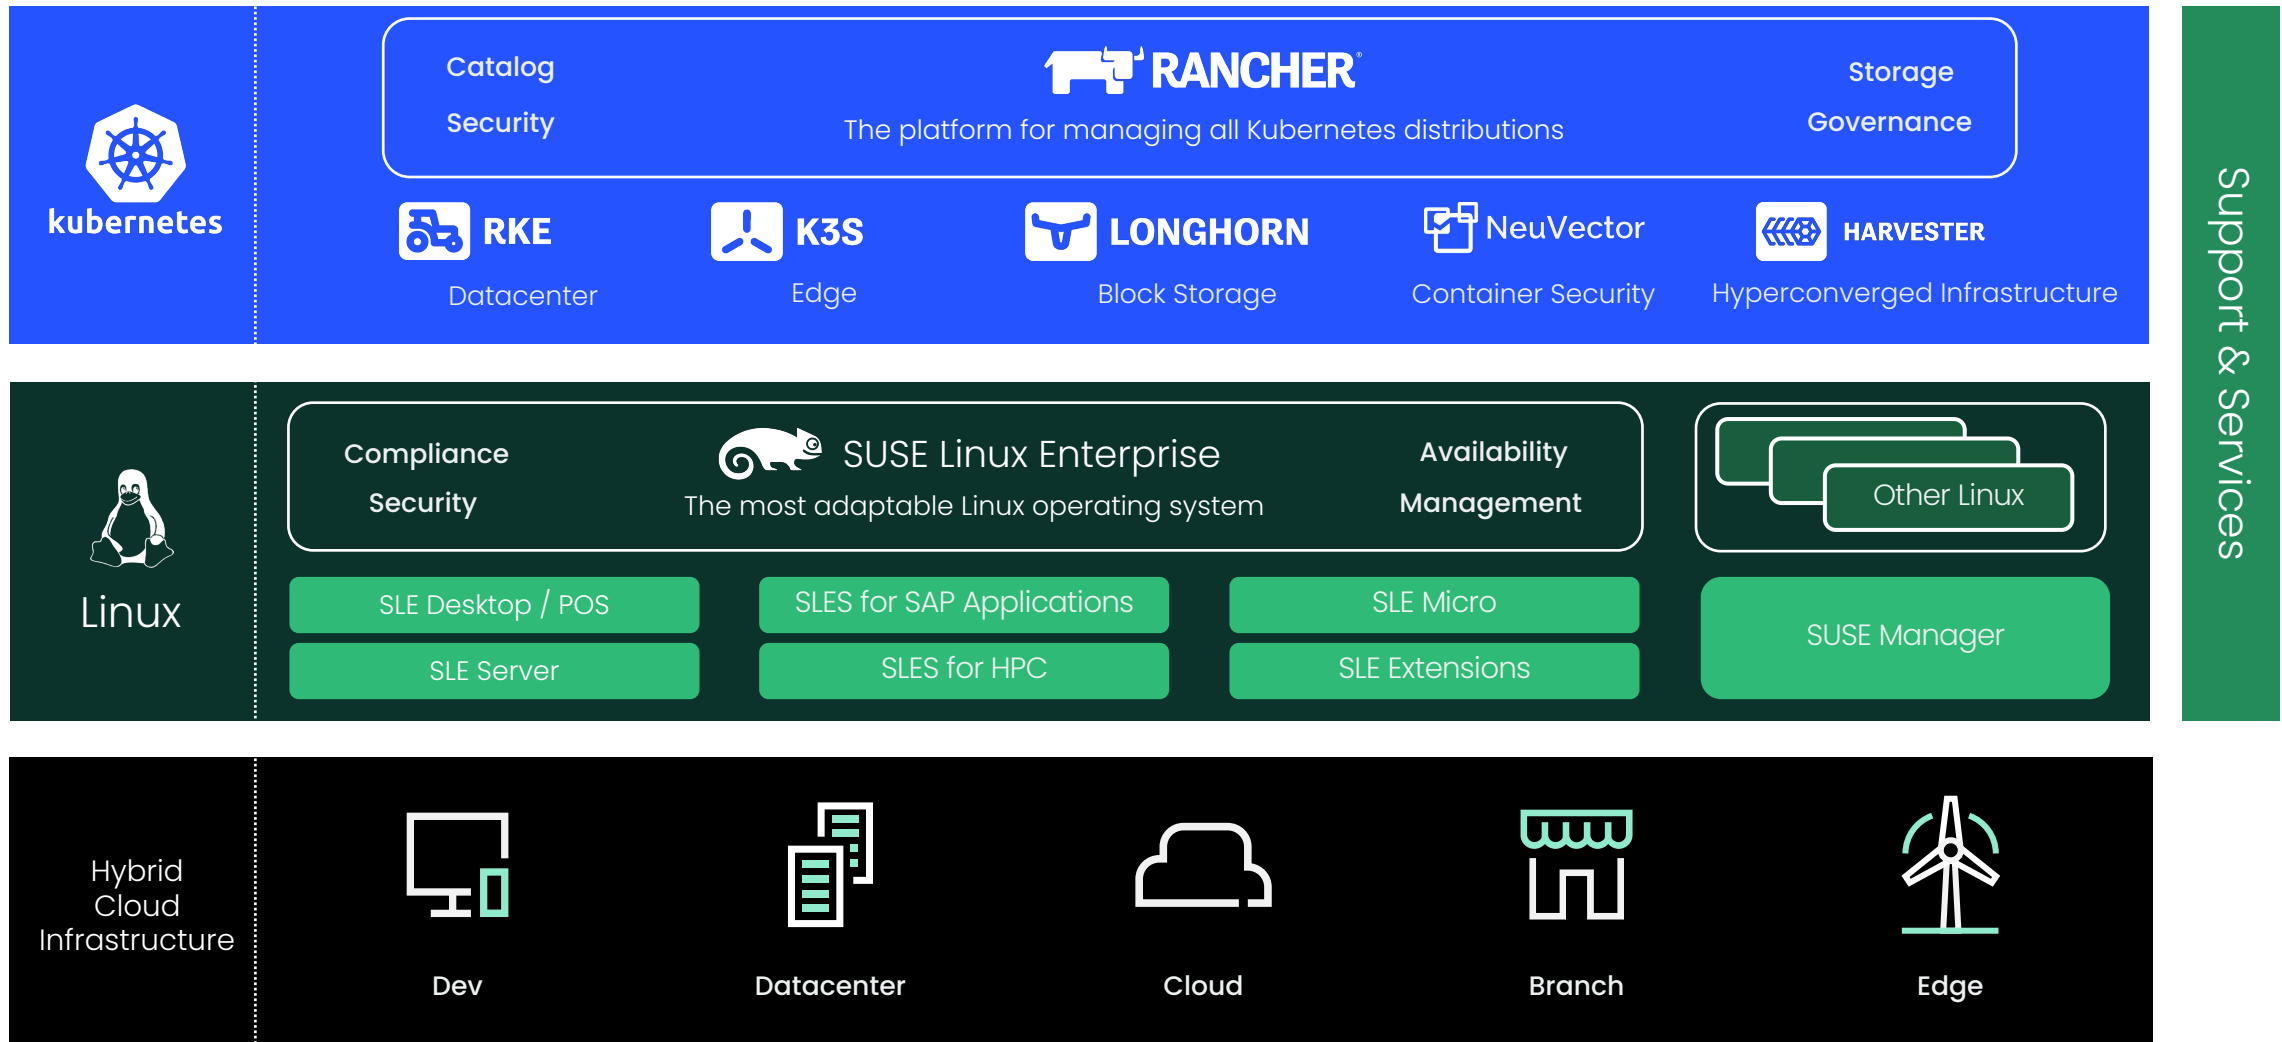 kubernetes
Catalog
Security
RANCHER®
The platform for managing all Kubernetes distributions
Storage
Governance
RKE
Datacenter
K3S
Edge
LONGHORN
Block Storage
NeuVector
Container Security
HARVESTER
Hyperconverged Infrastructure
Linux
Compliance
Security
SUSE Linux Enterprise
The most adaptable Linux operating system
Availability
Management
Other Linux
SLE Desktop / POS
SLES for SAP Applications
SLE Micro
SUSE Manager
SLE Server
SLES for HPC
SLE Extensions
Hybrid
Cloud
Infrastructure
Dev
Datacenter
Cloud
Branch
Edge
Support & Services